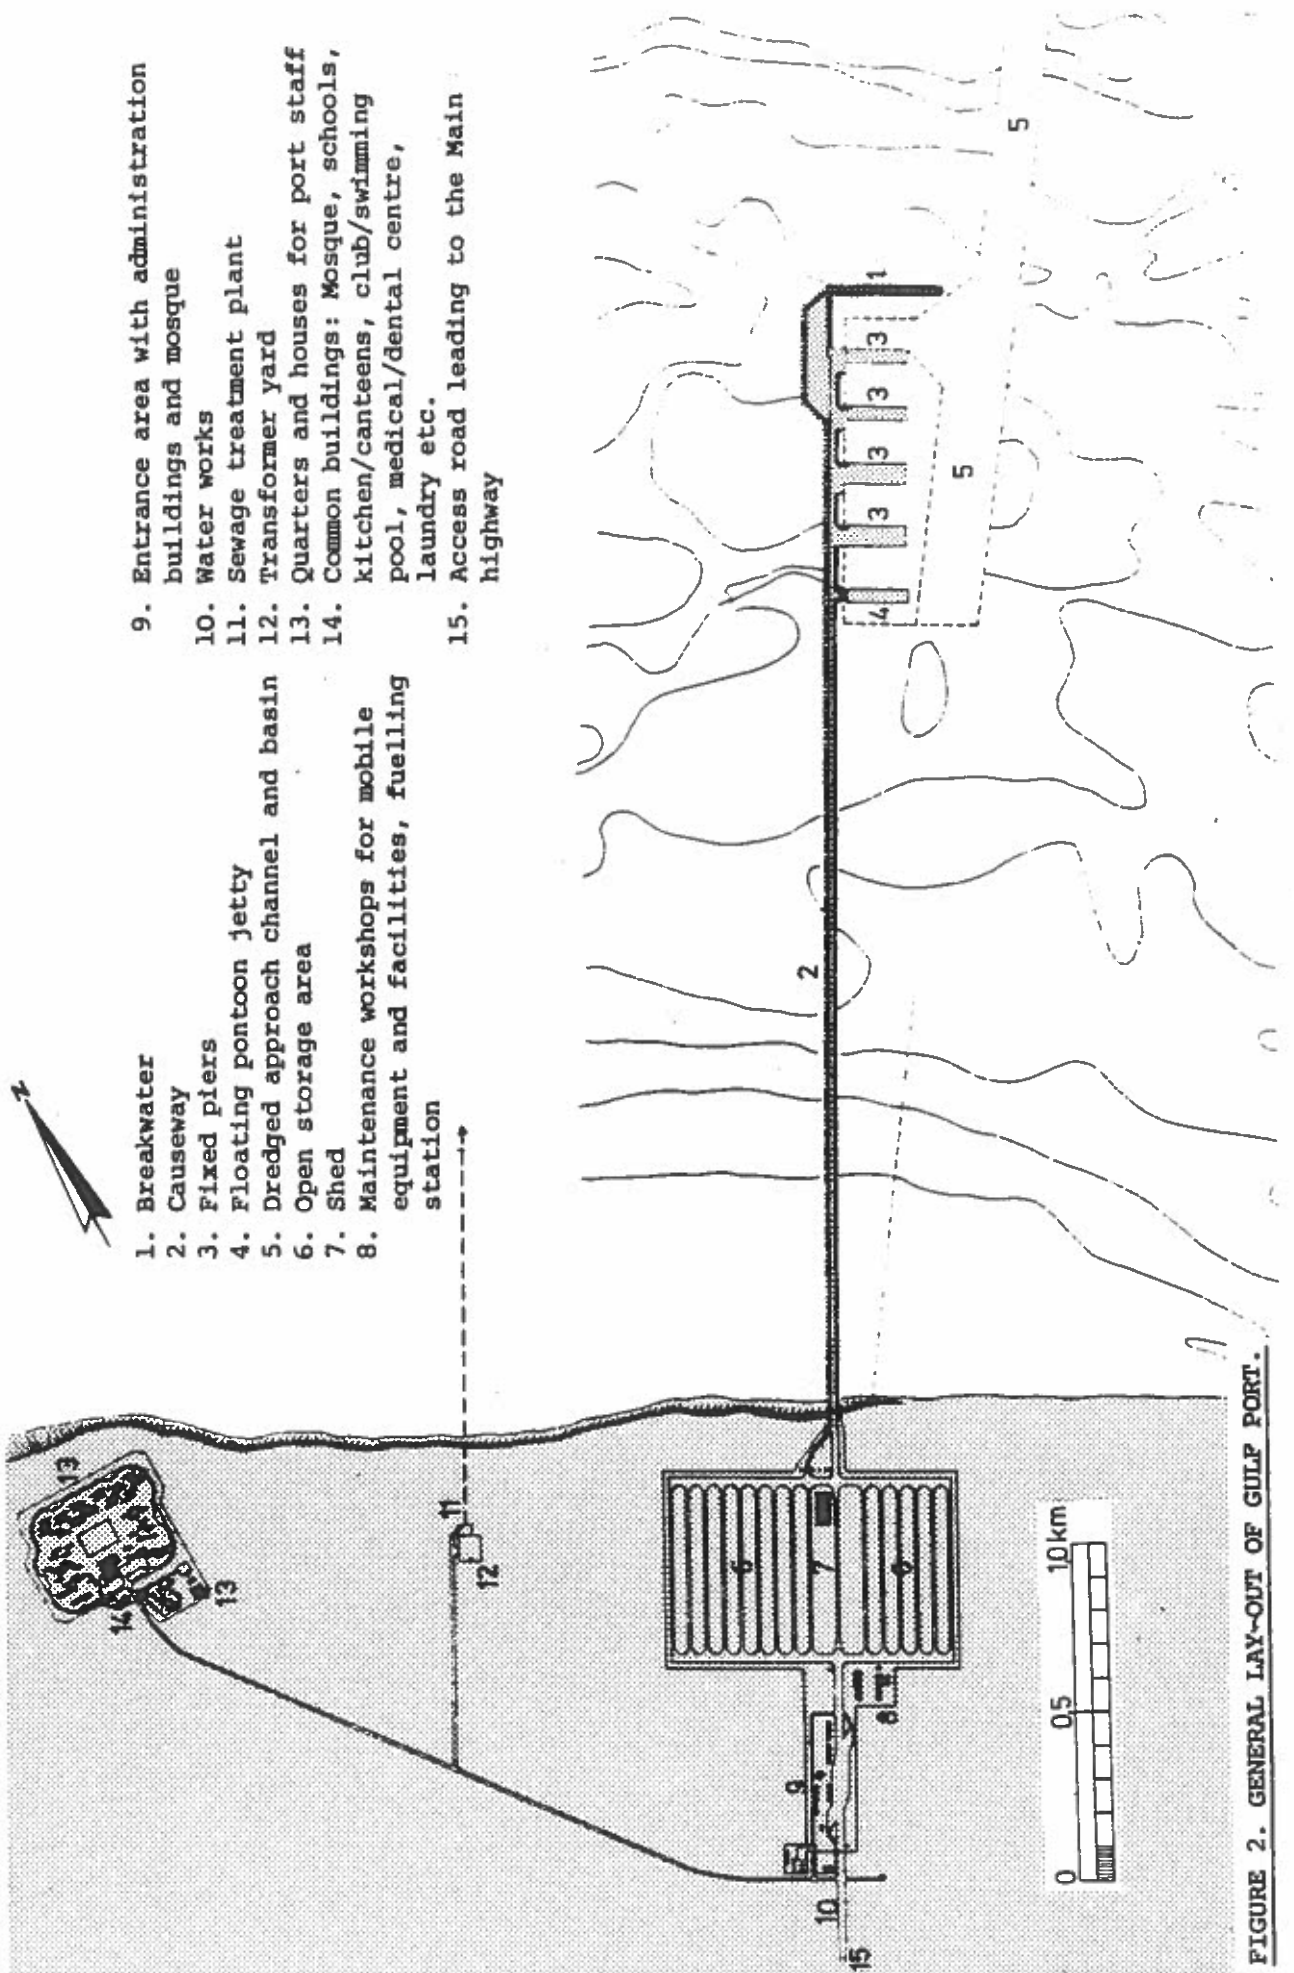 N
1. Breakwater
2. Causeway
3. Fixed piers
4. Floating pontoon jetty
5. Dredged approach channel and basin
6. Open storage area
7. Shed
8. Maintenance workshops for mobile
equipment and facilities, fuelling
station
9. Entrance area with administration
buildings and mosque
10. Water works
11. Sewage treatment plant
12. Transformer yard
13. Quarters and houses for port staff
14. Common buildings: Mosque, schools,
kitchen/canteens, club/swimming
pool, medical/dental centre,
laundry etc.
15. Access road leading to the Main
highway
13
14
13
11
12
6
7
6
8
9
10
15
2
1
3
3
3
3
4
5
5
0 0.5 1.0 km
FIGURE 2. GENERAL LAY-OUT OF GULF PORT.